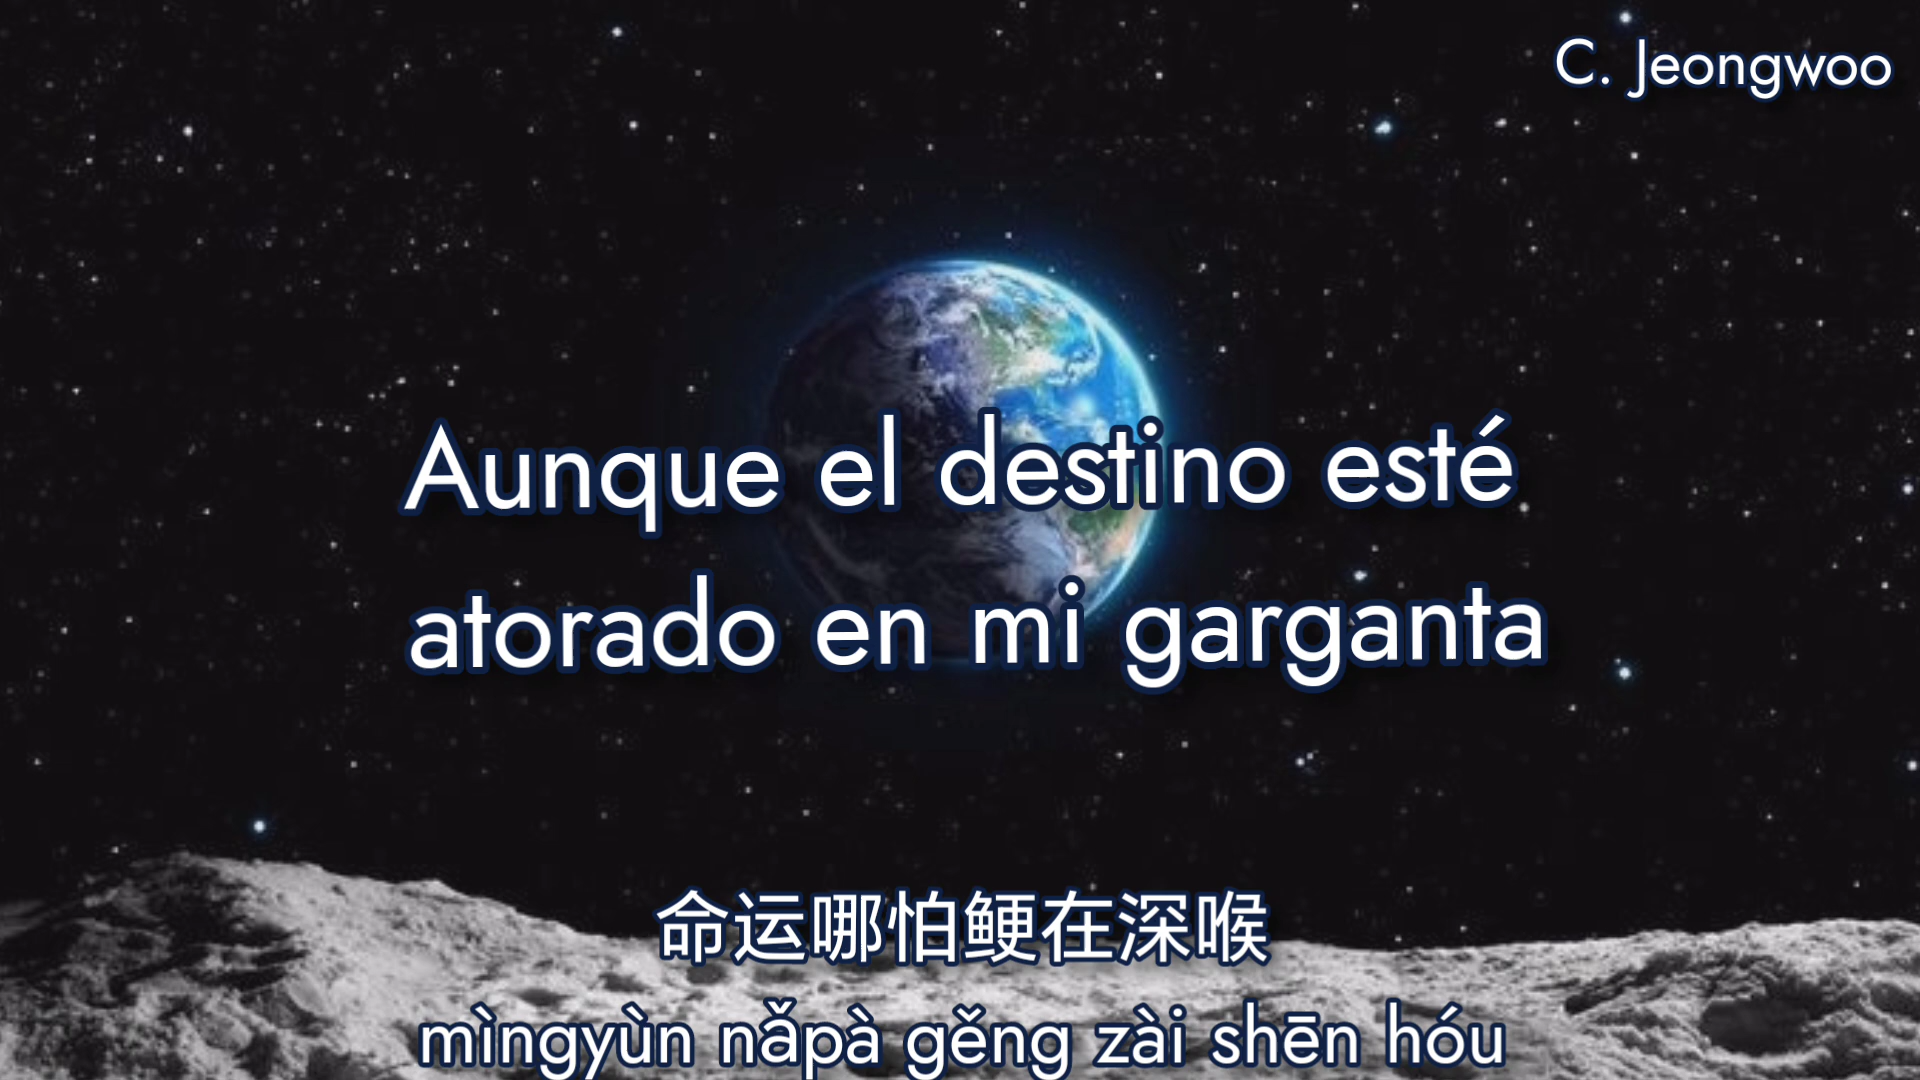 C. Jeongwoo
Aunque el destino esté
atorado en mi garganta
命运哪怕鲠在深喉
mìngyùn nǎpà gěng zài shēn hóu